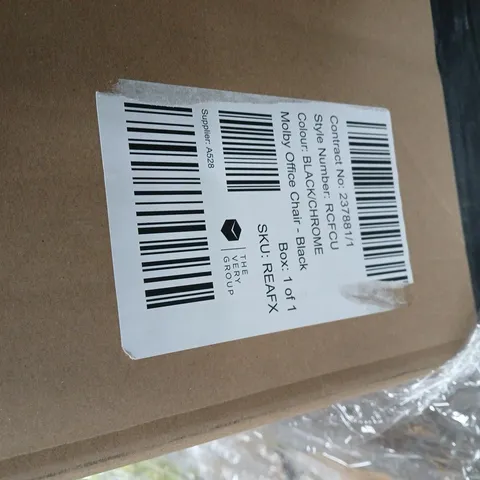 Contract No: 237881/1
Style Number: RCFCU
Colour: BLACK/CHROME
Molby Office Chair - Black
Box: 1 of 1
SKU: REAFX
THE
VERY
GROUP
Supplier: A528